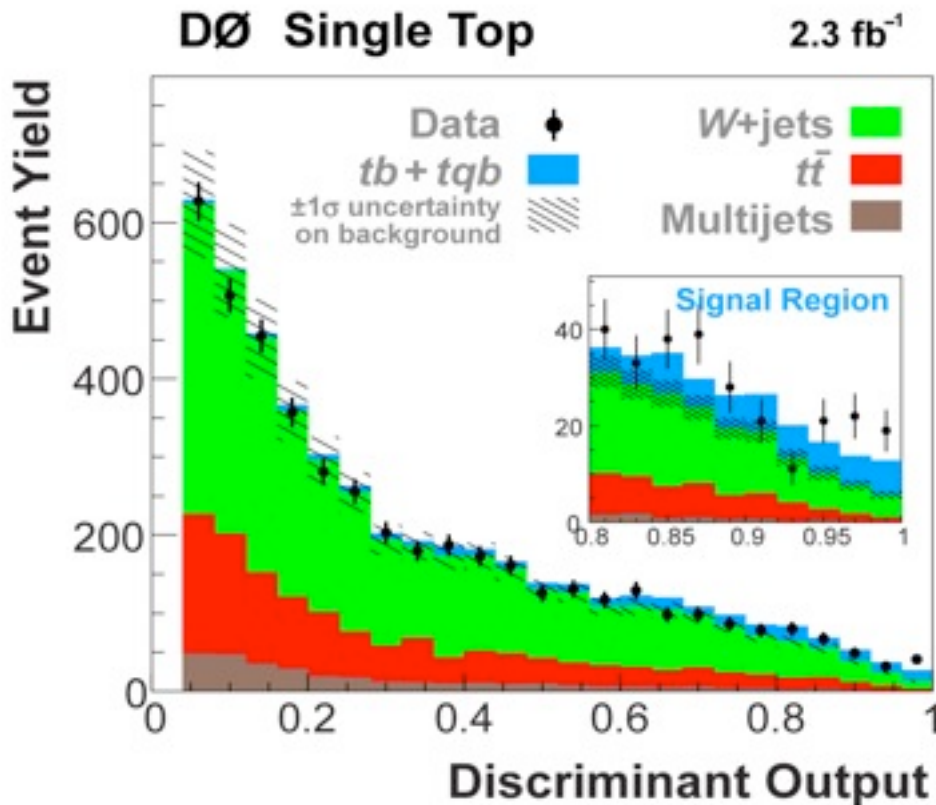 DØ Single Top 2.3 fb⁻¹
Event Yield
Data
tb + tqb
±1σ uncertainty
on background
W+jets
tt̄
Multijets
Signal Region
40
20
0
0.8 0.85 0.9 0.95 1
600
400
200
0
0 0.2 0.4 0.6 0.8 1
Discriminant Output